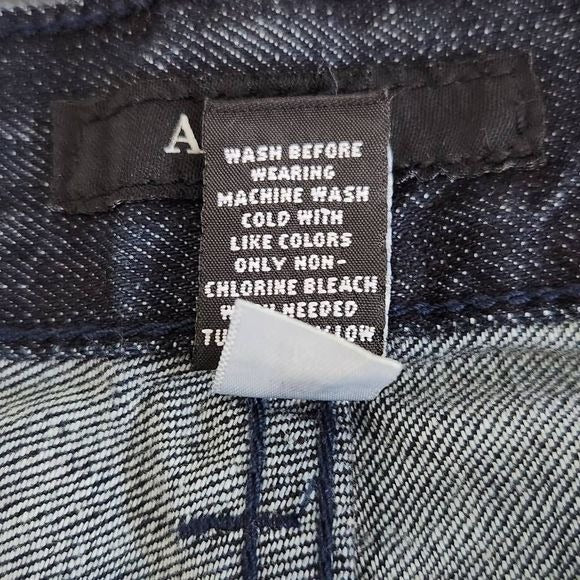 A
WASH BEFORE
WEARING
MACHINE WASH
COLD WITH
LIKE COLORS
ONLY NON-
CHLORINE BLEACH
NEEDED